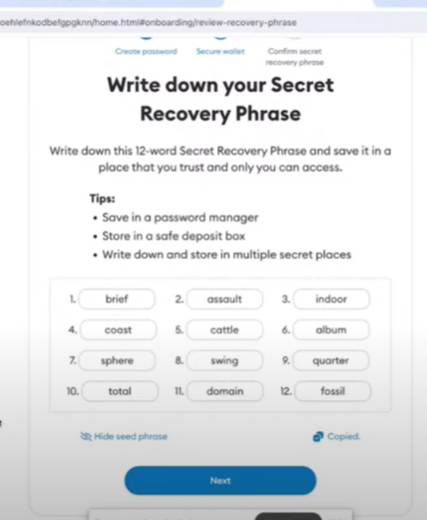 oehlefnkodbefgpgknn/home.html#onboarding/review-recovery-phrase
Create password Secure wallet Confirm secret
recovery phrase
Write down your Secret
Recovery Phrase
Write down this 12-word Secret Recovery Phrase and save it in a
place that you trust and only you can access.
Tips:
• Save in a password manager
• Store in a safe deposit box
• Write down and store in multiple secret places
1. brief 2. assault 3. indoor
4. coast 5. cattle 6. album
7. sphere 8. swing 9. quarter
10. total 11. domain 12. fossil
Hide seed phrase Copied.
Next